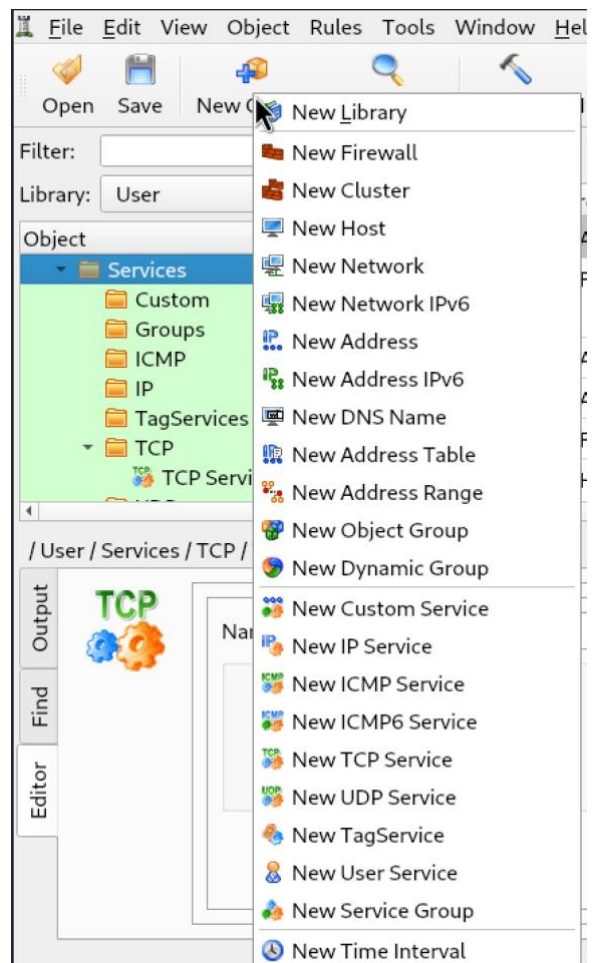 File Edit View Object Rules Tools Window Hel
Open Save New
New Library
Filter:
New Firewall
Library: User
New Cluster
Object
New Host
Services
New Network
Custom
New Network IPv6
Groups
New Address
ICMP
New Address IPv6
IP
New DNS Name
TagServices
TCP
New Address Table
TCP Servi
New Address Range
New Object Group
/ User / Services / TCP /
New Dynamic Group
Output
TCP
New Custom Service
Nar
New IP Service
New ICMP Service
Find
New ICMP6 Service
New TCP Service
Editor
New UDP Service
New TagService
New User Service
New Service Group
New Time Interval